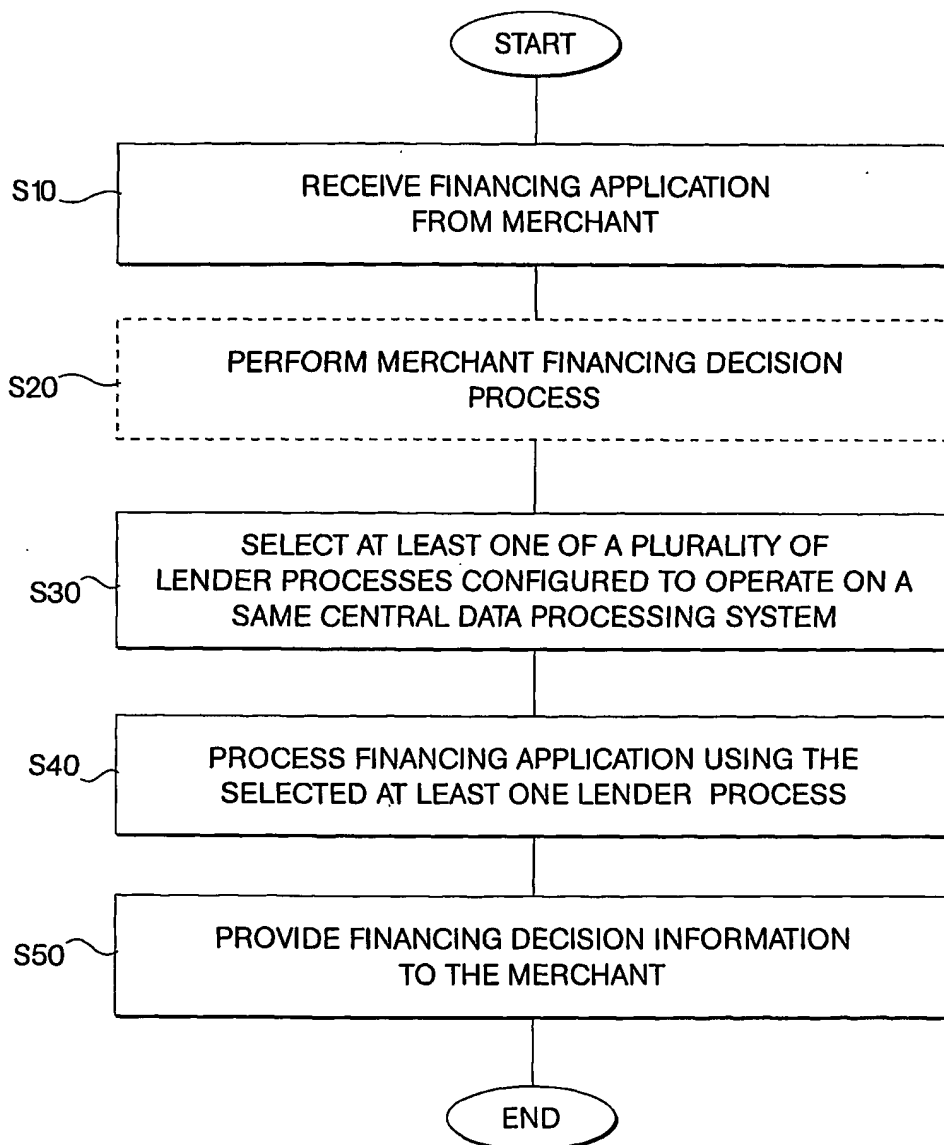 START
S10
RECEIVE FINANCING APPLICATION
FROM MERCHANT
S20
PERFORM MERCHANT FINANCING DECISION
PROCESS
S30
SELECT AT LEAST ONE OF A PLURALITY OF
LENDER PROCESSES CONFIGURED TO OPERATE ON A
SAME CENTRAL DATA PROCESSING SYSTEM
S40
PROCESS FINANCING APPLICATION USING THE
SELECTED AT LEAST ONE LENDER PROCESS
S50
PROVIDE FINANCING DECISION INFORMATION
TO THE MERCHANT
END